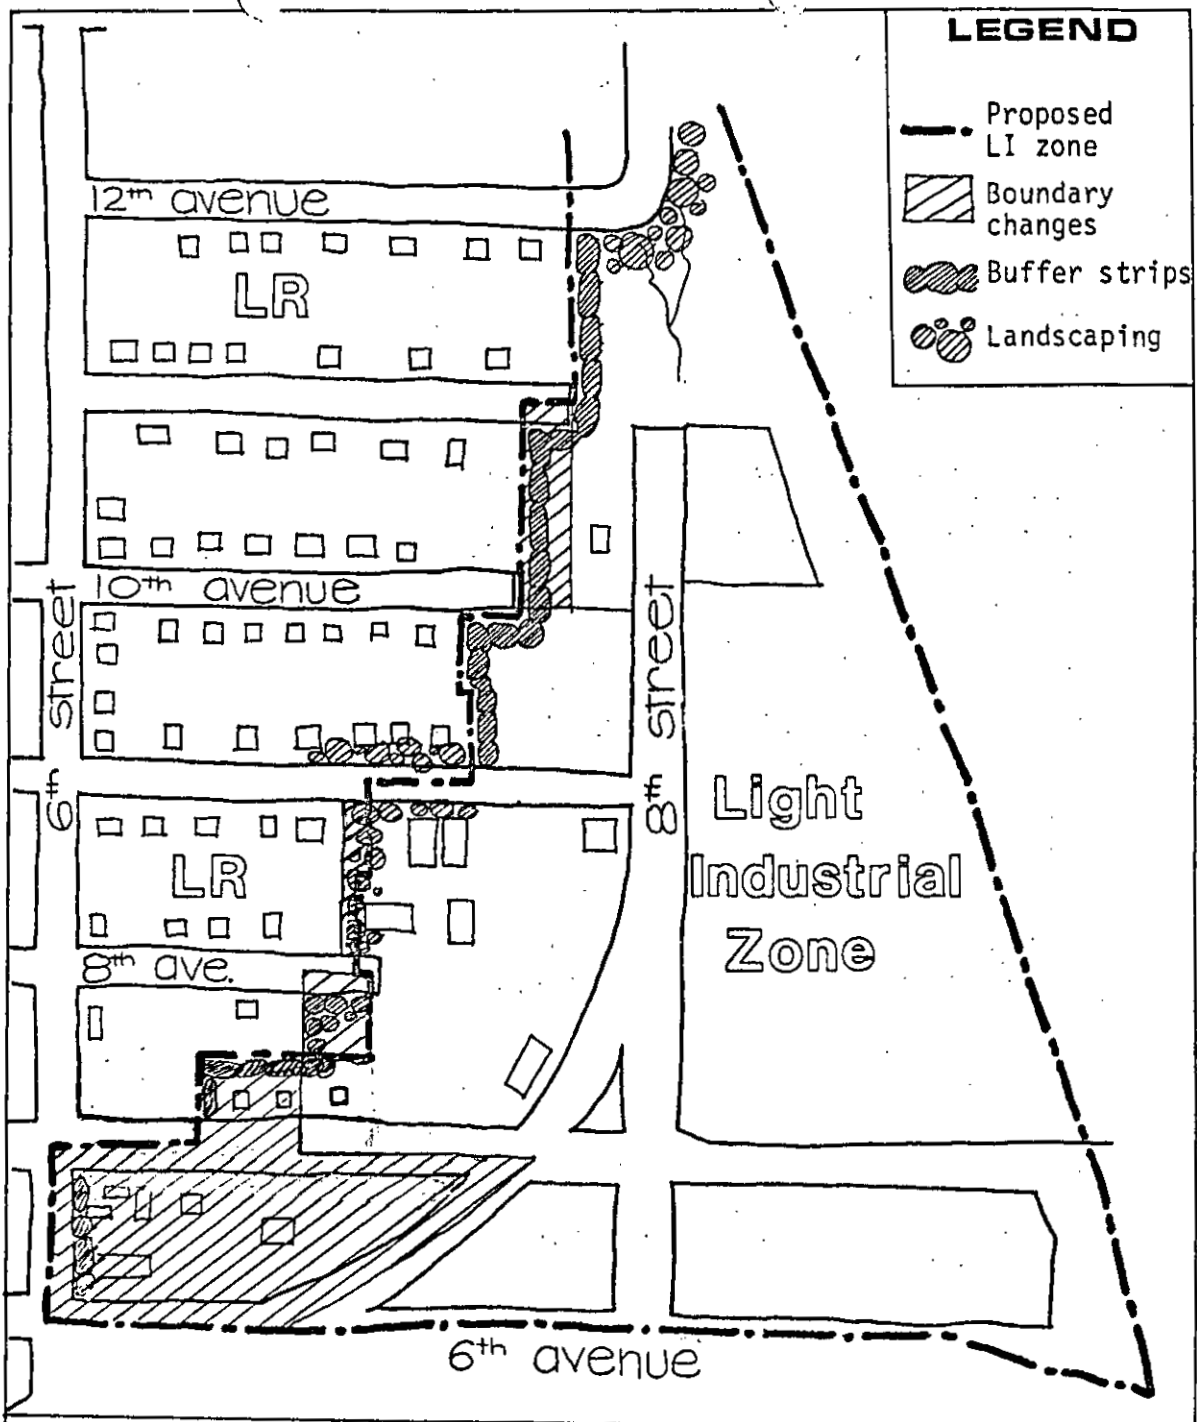 LEGEND
Proposed
LI zone
Boundary
changes
Buffer strips
Landscaping
12th avenue
LR
10th avenue
6th street
8th street
LR
8th ave.
Light
Industrial
Zone
6th avenue